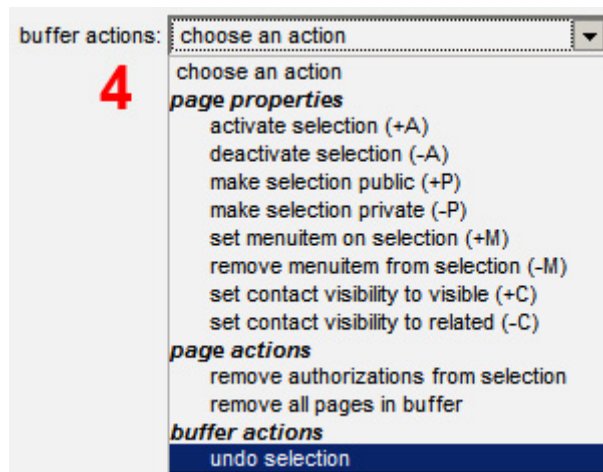 buffer actions: choose an action
4
choose an action
page properties
activate selection (+A)
deactivate selection (-A)
make selection public (+P)
make selection private (-P)
set menuitem on selection (+M)
remove menuitem from selection (-M)
set contact visibility to visible (+C)
set contact visibility to related (-C)
page actions
remove authorizations from selection
remove all pages in buffer
buffer actions
undo selection